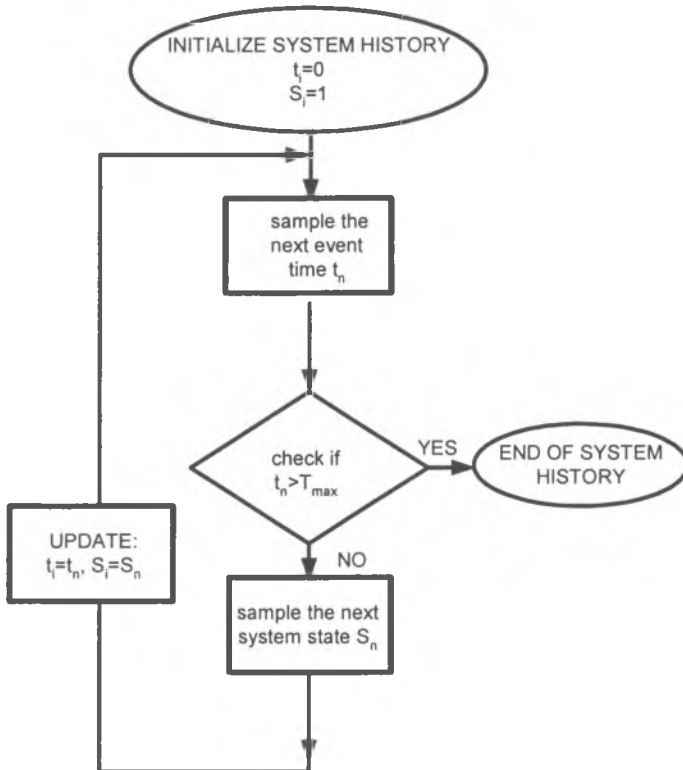 INITIALIZE SYSTEM HISTORY
tᵢ=0
Sᵢ=1
sample the
next event
time tₙ
check if
tₙ>Tₘₐₓ
YES
END OF SYSTEM
HISTORY
NO
UPDATE:
tᵢ=tₙ, Sᵢ=Sₙ
sample the next
system state Sₙ